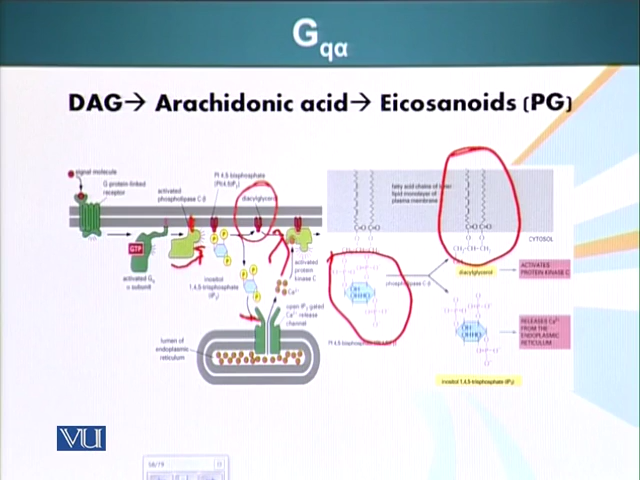 Gqα
DAG→ Arachidonic acid→ Eicosanoids (PG)
signal molecule
G protein-linked
receptor
activated
phospholipase C-β
PI 4,5-bisphosphate
diacylglycerol
GTP
activated Gq
α subunit
inositol
1,4,5-trisphosphate
(IP3)
activated
protein
kinase C
Ca2+
open IP3-gated
Ca2+ release
channel
lumen of
endoplasmic
reticulum
fatty acid chains of
lipid monolayer of
plasma membrane
CYTOSOL
phospholipase C-β
diacylglycerol
ACTIVATES
PROTEIN KINASE C
RELEASES Ca2+
FROM THE
ENDOPLASMIC
RETICULUM
PI 4,5-bisphosphate
inositol 1,4,5-trisphosphate (IP3)
VU
58/79